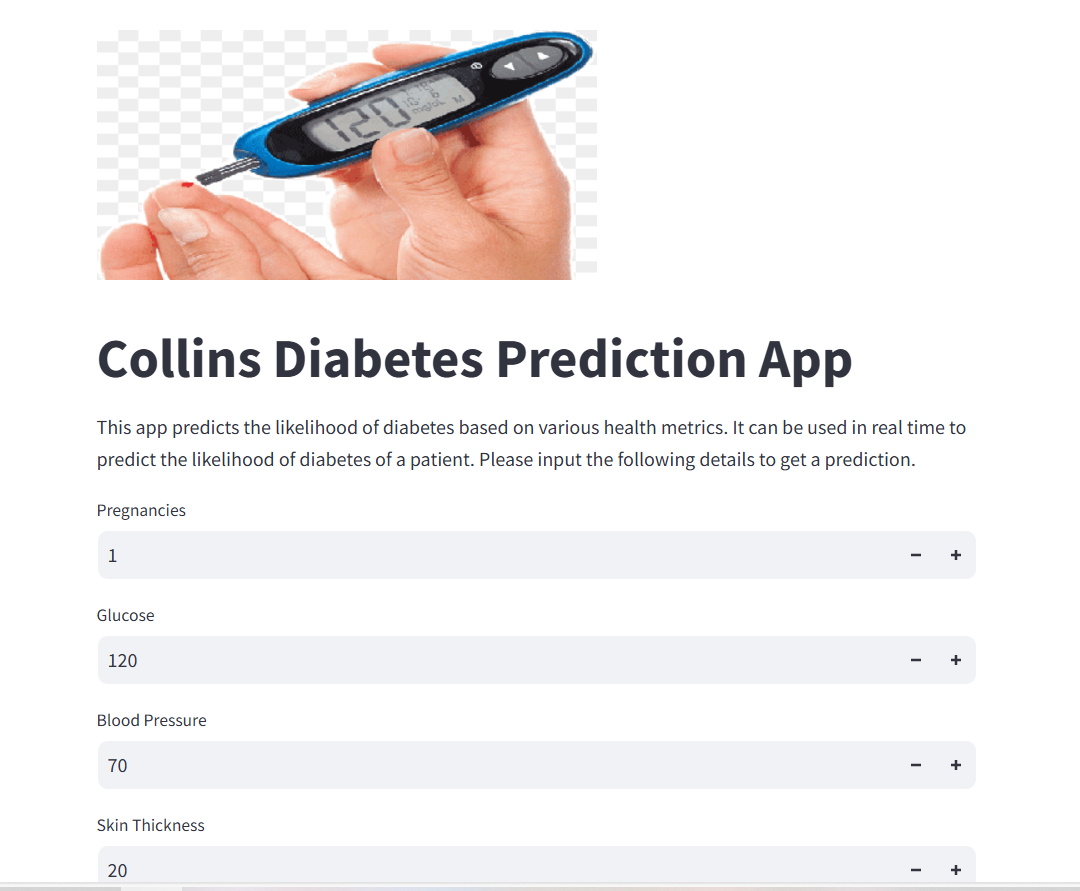 120
mg/dL
M
Collins Diabetes Prediction App
This app predicts the likelihood of diabetes based on various health metrics. It can be used in real time to
predict the likelihood of diabetes of a patient. Please input the following details to get a prediction.
Pregnancies
1
Glucose
120
Blood Pressure
70
Skin Thickness
20